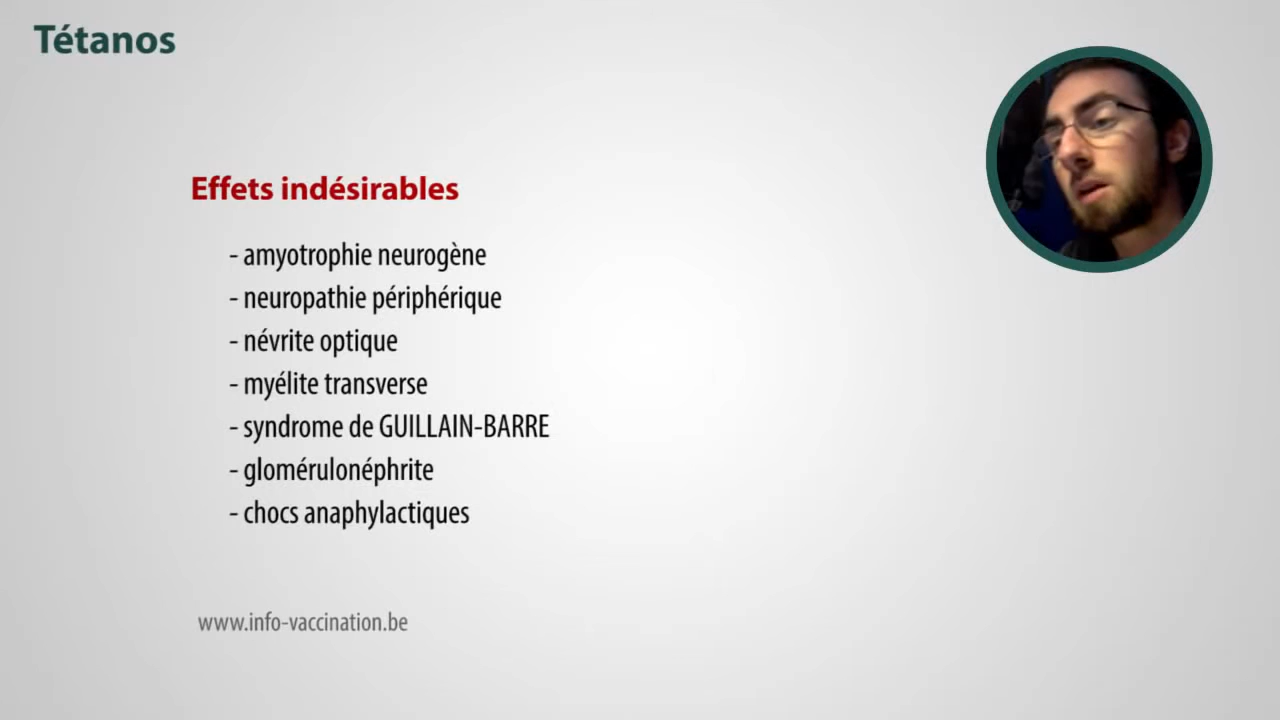 Tétanos
Effets indésirables
- amyotrophie neurogène
- neuropathie périphérique
- névrite optique
- myélite transverse
- syndrome de GUILLAIN-BARRE
- glomérulonéphrite
- chocs anaphylactiques
www.info-vaccination.be